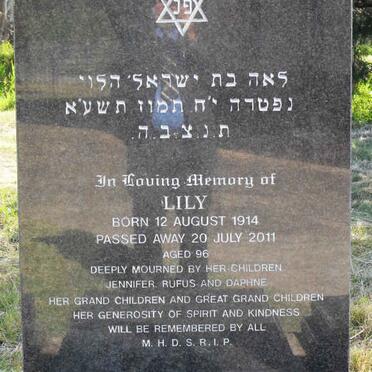 פ"נ
לאה בת ישראל הלוי
נפטרה י"ח תמוז תשע"א
ת.נ.צ.ב.ה.
In Loving Memory of
LILY
BORN 12 AUGUST 1914
PASSED AWAY 20 JULY 2011
AGED 96
DEEPLY MOURNED BY HER CHILDREN
JENNIFER, RUFUS AND DAPHNE
HER GRAND CHILDREN AND GREAT GRAND CHILDREN
HER GENEROSITY OF SPIRIT AND KINDNESS
WILL BE REMEMBERED BY ALL
M.H.D.S.R.I.P.